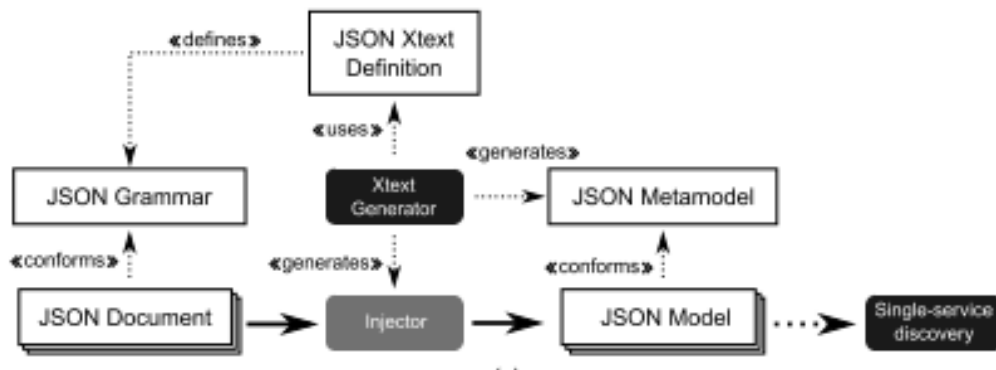 «defines»
JSON Xtext
Definition
«uses»
«generates»
JSON Grammar
Xtext
Generator
JSON Metamodel
«conforms»
«generates»
«conforms»
JSON Document
Injector
JSON Model
Single-service
discovery